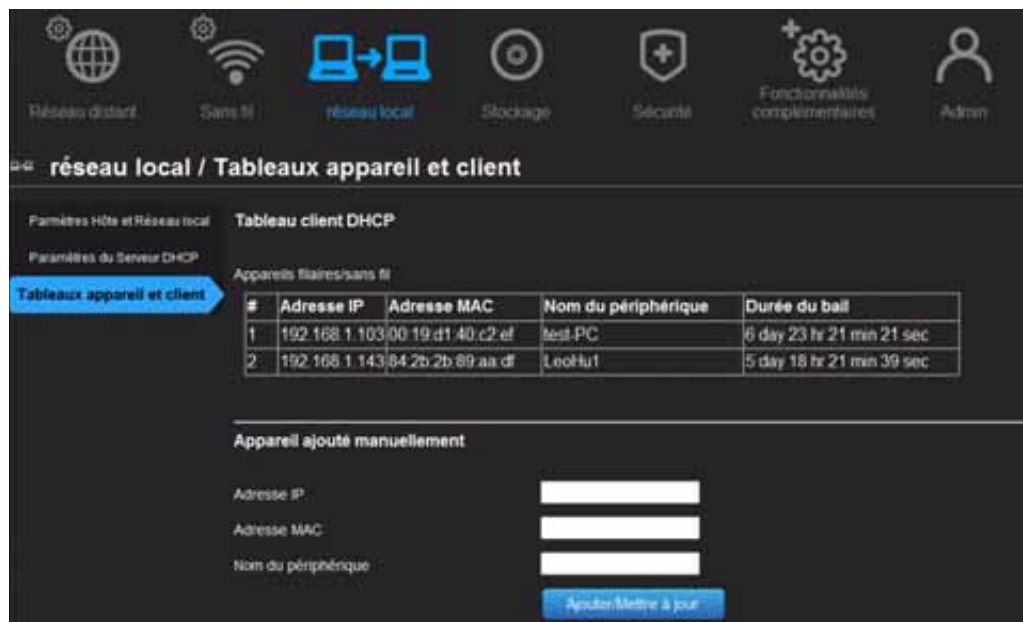 Réseau distant
Sans fil
réseau local
Stockage
Sécurité
Fonctionnalités
complémentaires
Admin
réseau local / Tableaux appareil et client
Parmètres Hôte et Réseau local
Paramètres du Serveur DHCP
Tableaux appareil et client
Tableau client DHCP
Appareils filaires/sans fil
# Adresse IP Adresse MAC Nom du périphérique Durée du bail
1 192.168.1.103 00:19:d1:40:c2:ef test-PC 6 day 23 hr 21 min 21 sec
2 192.168.1.143 84:2b:2b:89:aa:df LeoHu1 5 day 18 hr 21 min 39 sec
Appareil ajouté manuellement
Adresse IP
Adresse MAC
Nom du périphérique
Ajouter/Mettre à jour